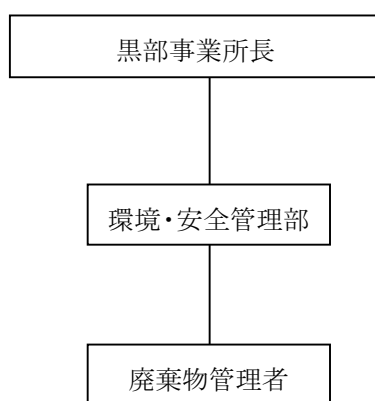 黒部事業所長
環境・安全管理部
廃棄物管理者